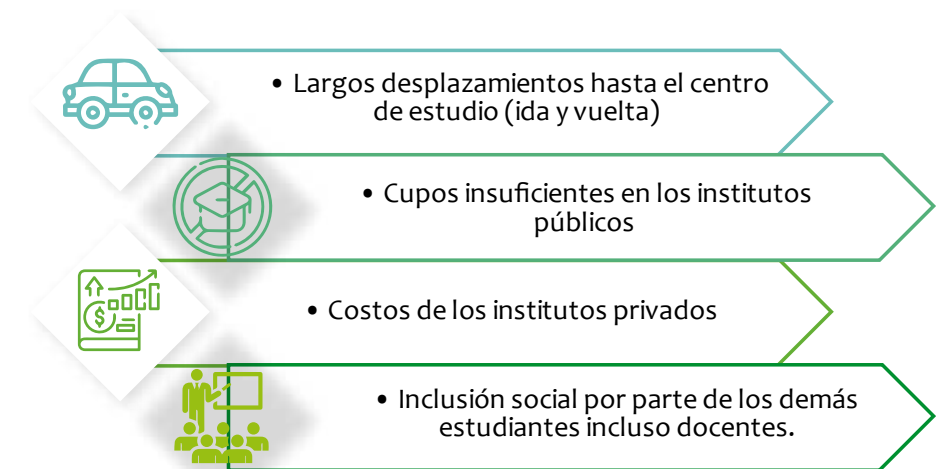 • Largos desplazamientos hasta el centro
de estudio (ida y vuelta)
• Cupos insuficientes en los institutos
públicos
$
• Costos de los institutos privados
• Inclusión social por parte de los demás
estudiantes incluso docentes.